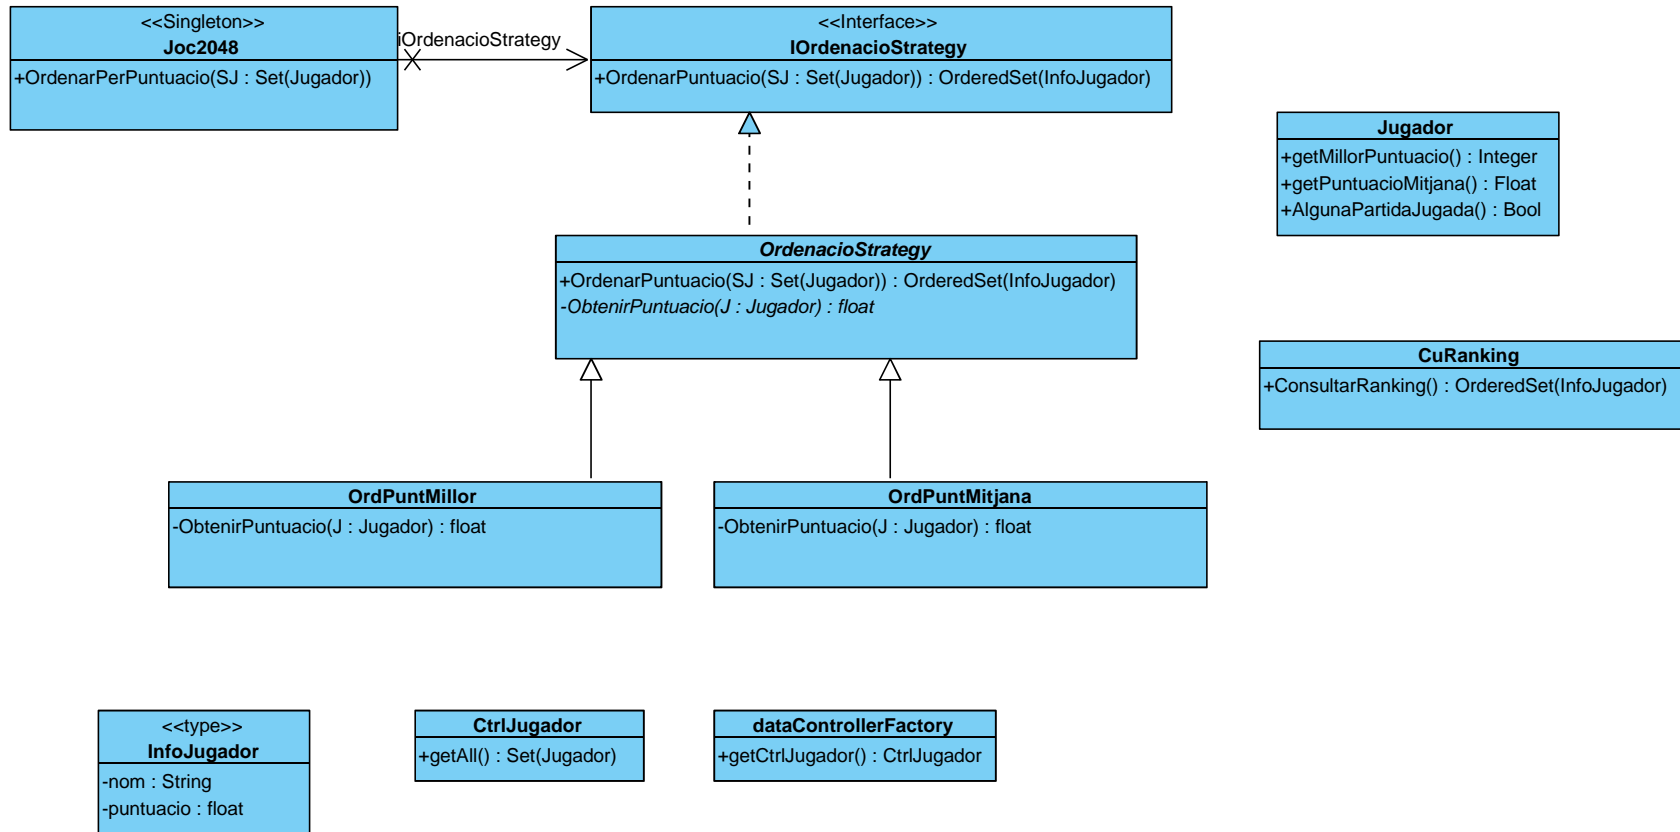 <<Singleton>>
Joc2048
+OrdenarPerPuntuacio(SJ : Set(Jugador))
iOrdenacioStrategy
<<Interface>>
IOrdenacioStrategy
+OrdenarPuntuacio(SJ : Set(Jugador)) : OrderedSet(InfoJugador)
Jugador
+getMillorPuntuacio() : Integer
+getPuntuacioMitjana() : Float
+AlgunaPartidaJugada() : Bool
OrdenacioStrategy
+OrdenarPuntuacio(SJ : Set(Jugador)) : OrderedSet(InfoJugador)
-ObtenirPuntuacio(J : Jugador) : float
CuRanking
+ConsultarRanking() : OrderedSet(InfoJugador)
OrdPuntMillor
-ObtenirPuntuacio(J : Jugador) : float
OrdPuntMitjana
-ObtenirPuntuacio(J : Jugador) : float
<<type>>
InfoJugador
-nom : String
-puntuacio : float
CtrlJugador
+getAll() : Set(Jugador)
dataControllerFactory
+getCtrlJugador() : CtrlJugador